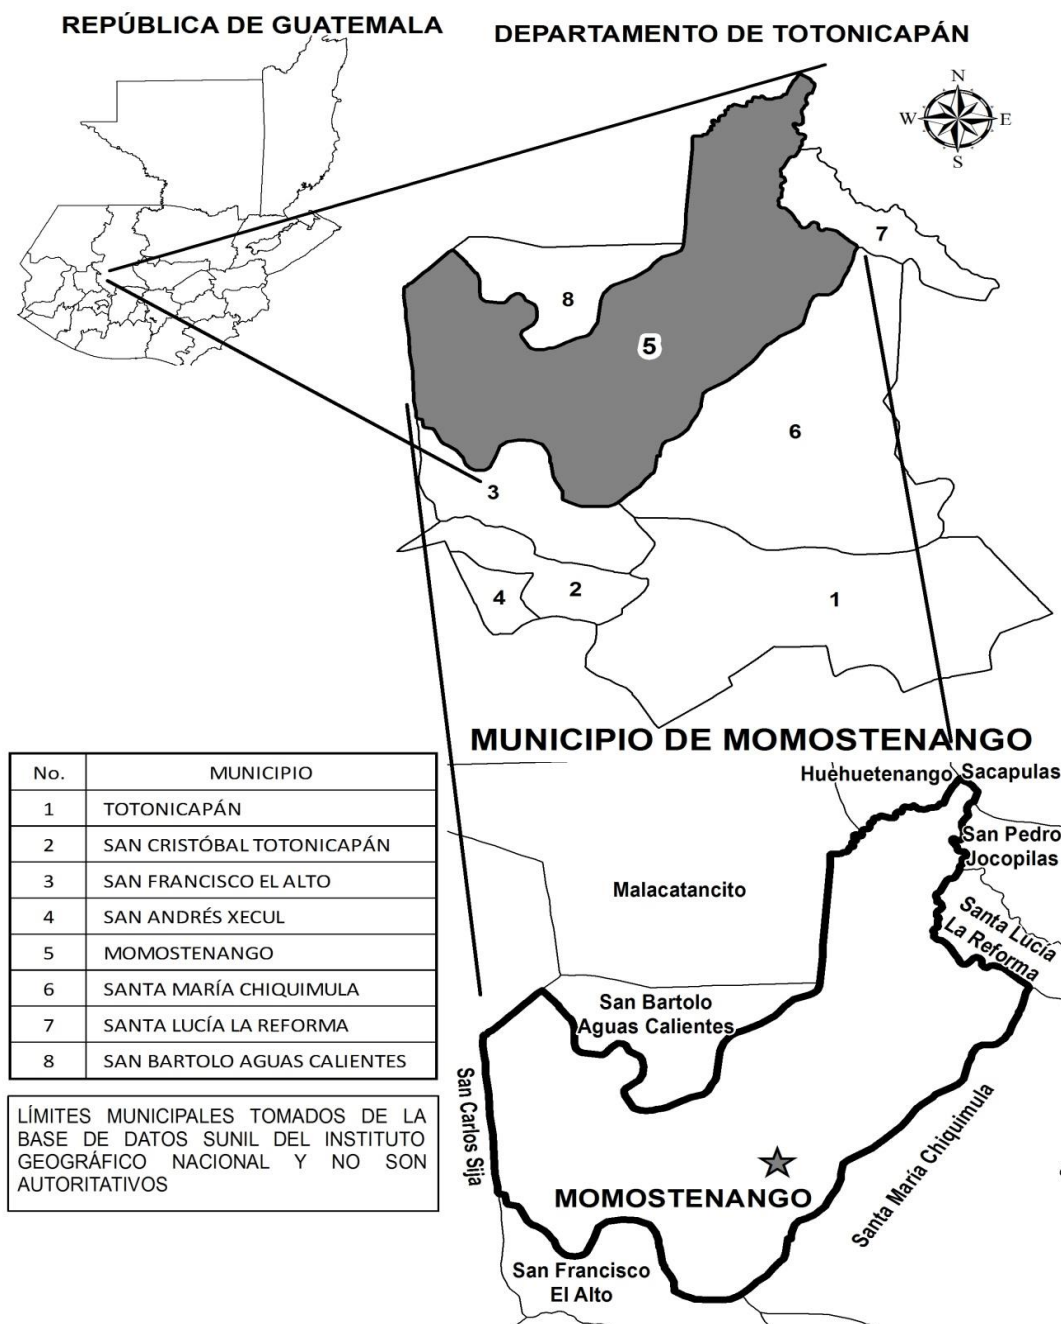 REPÚBLICA DE GUATEMALA
DEPARTAMENTO DE TOTONICAPÁN
N
W E
S
7
8
5
6
3
4
2
1
MUNICIPIO DE MOMOSTENANGO
No. MUNICIPIO
1 TOTONICAPÁN
2 SAN CRISTÓBAL TOTONICAPÁN
3 SAN FRANCISCO EL ALTO
4 SAN ANDRÉS XECUL
5 MOMOSTENANGO
6 SANTA MARÍA CHIQUIMULA
7 SANTA LUCÍA LA REFORMA
8 SAN BARTOLO AGUAS CALIENTES
LÍMITES MUNICIPALES TOMADOS DE LA
BASE DE DATOS SUNIL DEL INSTITUTO
GEOGRÁFICO NACIONAL Y NO SON
AUTORITATIVOS
Huehuetenango
Sacapulas
San Pedro
Jocopilas
Malacatancito
Santa Lucía
La Reforma
San Bartolo
Aguas Calientes
San Carlos Sija
Santa María Chiquimula
MOMOSTENANGO
San Francisco
El Alto